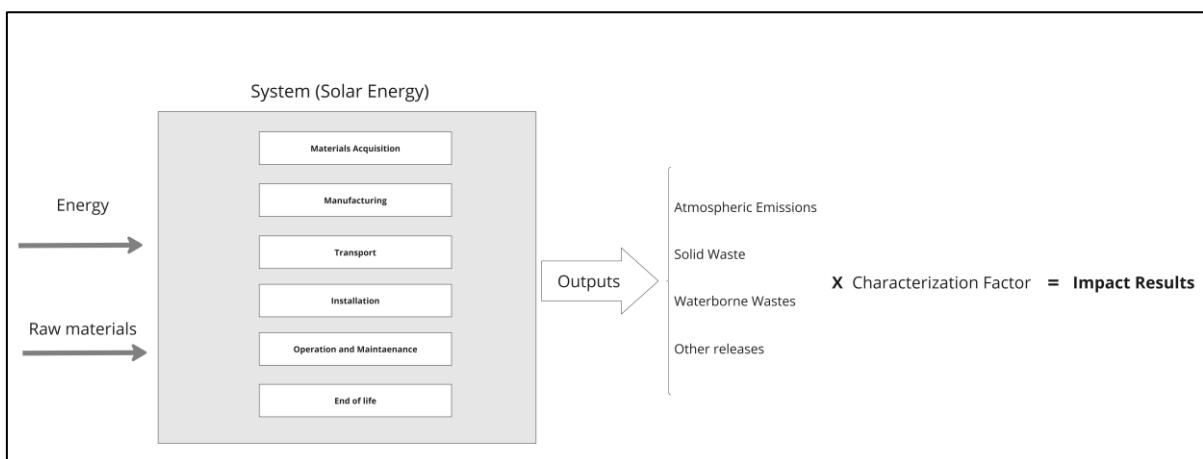 System (Solar Energy)
Materials Acquisition
Manufacturing
Transport
Installation
Operation and Maintaenance
End of life
Energy
Raw materials
Outputs
Atmospheric Emissions
Solid Waste
Waterborne Wastes
Other releases
X Characterization Factor = Impact Results